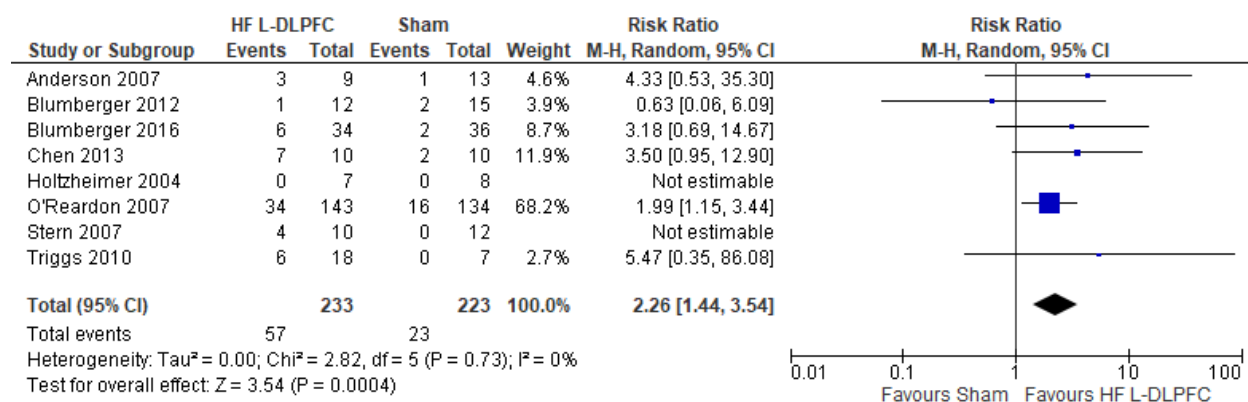 HF L-DLPFC Sham Risk Ratio Risk Ratio
Study or Subgroup Events Total Events Total Weight M-H, Random, 95% CI M-H, Random, 95% CI
Anderson 2007 3 9 1 13 4.6% 4.33 [0.53, 35.30]
Blumberger 2012 1 12 2 15 3.9% 0.63 [0.06, 6.09]
Blumberger 2016 6 34 2 36 8.7% 3.18 [0.69, 14.67]
Chen 2013 7 10 2 10 11.9% 3.50 [0.95, 12.90]
Holtzheimer 2004 0 7 0 8 Not estimable
O'Reardon 2007 34 143 16 134 68.2% 1.99 [1.15, 3.44]
Stern 2007 4 10 0 12 Not estimable
Triggs 2010 6 18 0 7 2.7% 5.47 [0.35, 86.08]
Total (95% CI) 233 223 100.0% 2.26 [1.44, 3.54]
Total events 57 23
Heterogeneity: Tau² = 0.00; Chi² = 2.82, df = 5 (P = 0.73); I² = 0%
Test for overall effect: Z = 3.54 (P = 0.0004)
0.01 0.1 1 10 100
Favours Sham Favours HF L-DLPFC